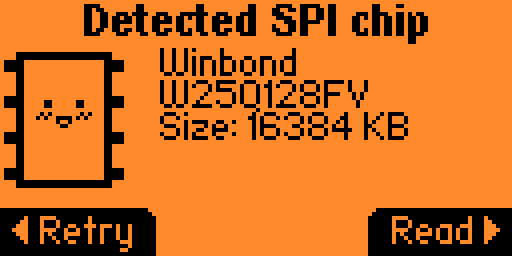 Detected SPI chip
Winbond
W25Q128FV
Size: 16384 KB
Retry
Read